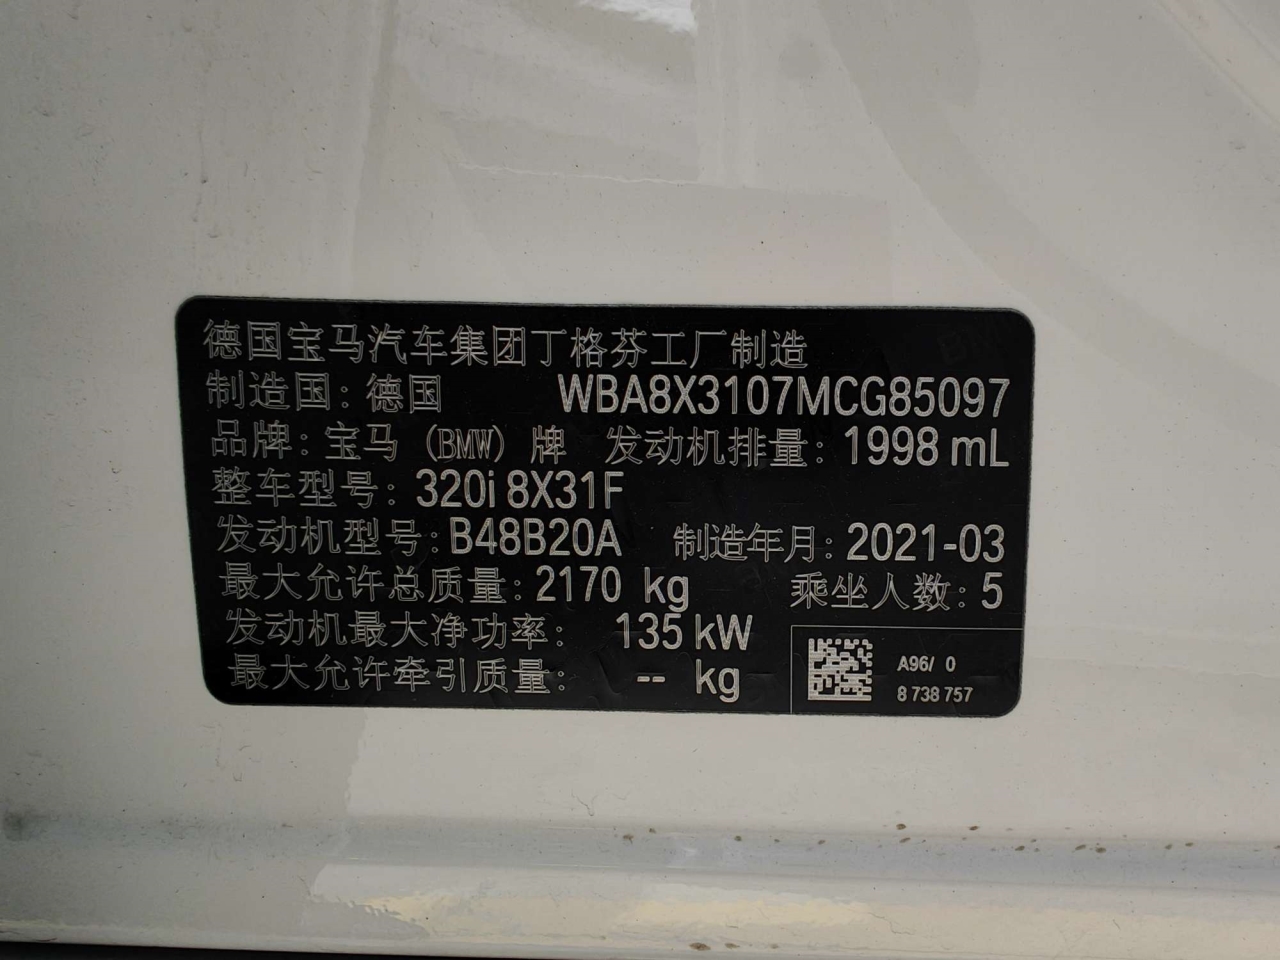 德国宝马汽车集团丁格芬工厂制造
制造国：德国 WBA8X3107MCG85097
品牌：宝马 (BMW) 牌 发动机排量：1998 mL
整车型号：320i 8X31F
发动机型号：B48B20A 制造年月：2021-03
最大允许总质量：2170 kg 乘坐人数：5
发动机最大净功率： 135 kW
最大允许牵引质量： -- kg
A96/ 0
8 738 757